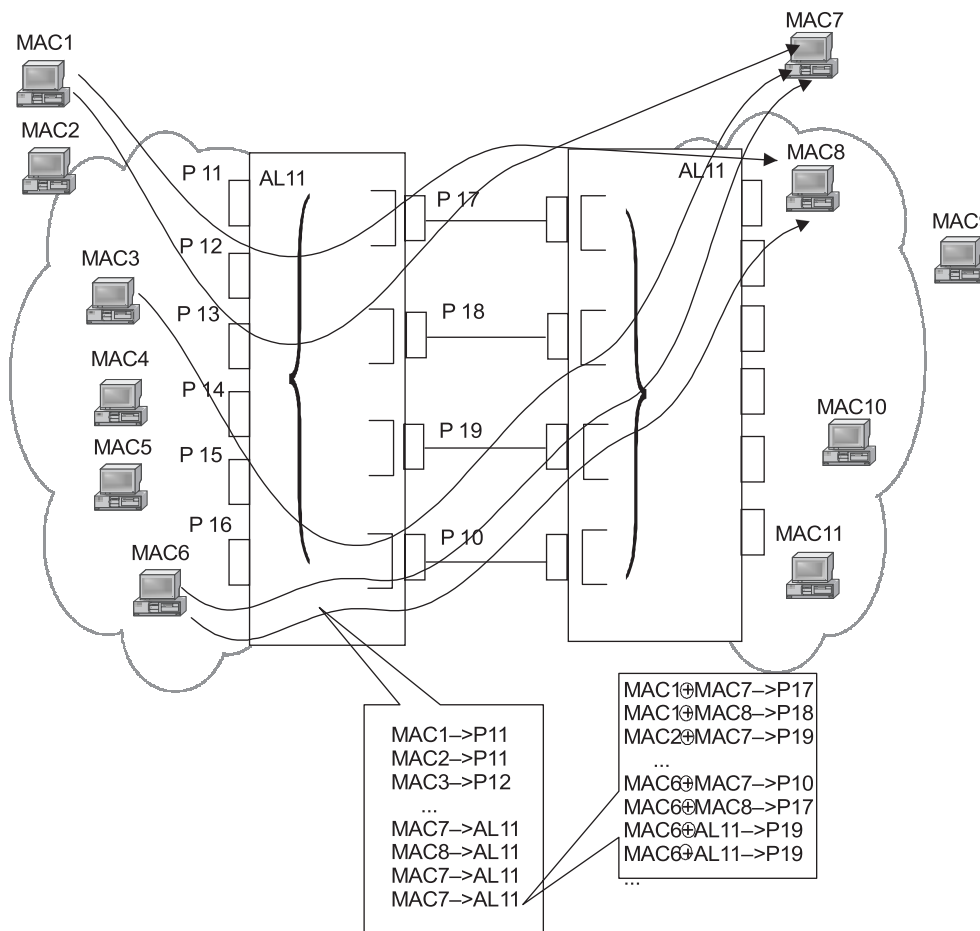 MAC1
MAC7
MAC2
MAC8
P 11
AL11
P 17
AL11
P 12
MAC3
P 13
P 18
MAC4
P 14
MAC10
MAC5
P 15
P 19
P 16
P 10
MAC6
MAC11
MAC1–>P11
MAC2–>P11
MAC3–>P12
...
MAC7–>AL11
MAC8–>AL11
MAC7–>AL11
MAC7–>AL11
MAC1⊕MAC7–>P17
MAC1⊕MAC8–>P18
MAC2⊕MAC7–>P19
...
MAC6⊕MAC7–>P10
MAC6⊕MAC8–>P17
MAC6⊕AL11–>P19
MAC6⊕AL11–>P19
...